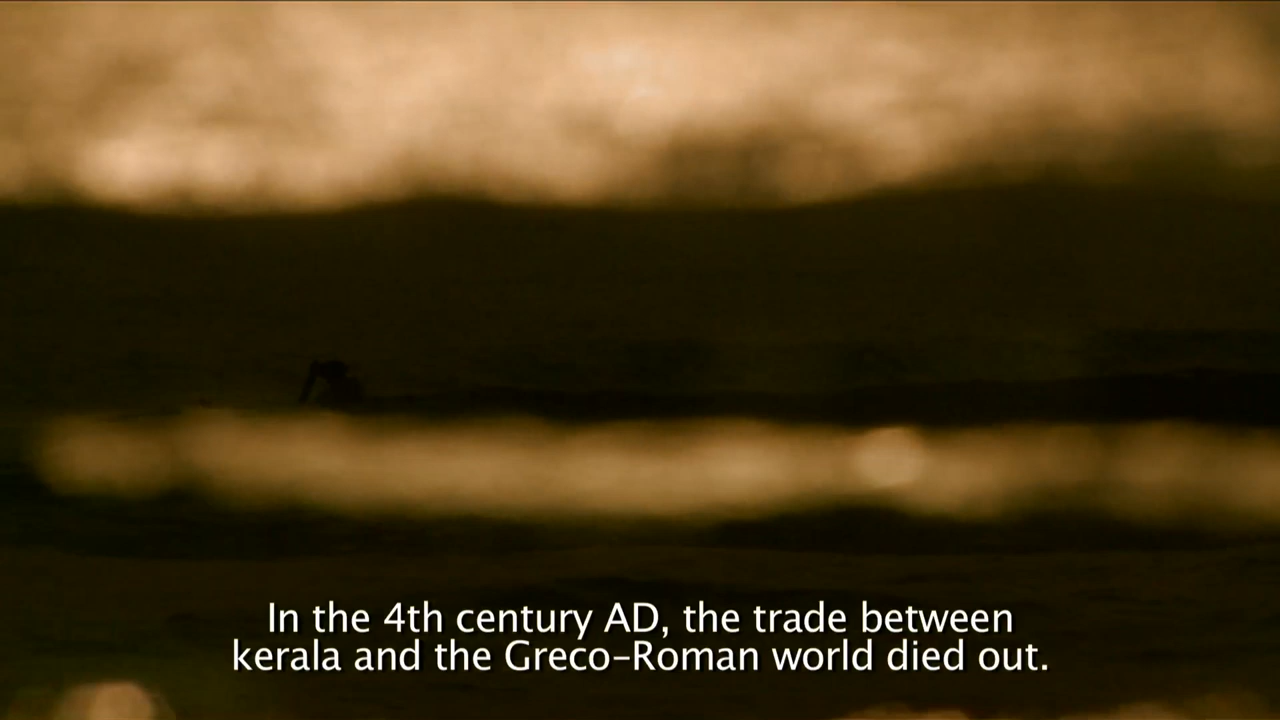 In the 4th century AD, the trade between
kerala and the Greco-Roman world died out.